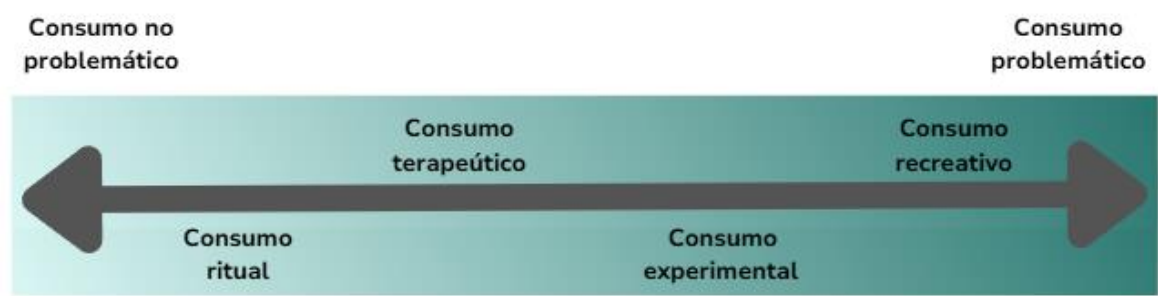 Consumo no
problemático
Consumo
problemático
Consumo
terapeútico
Consumo
recreativo
Consumo
ritual
Consumo
experimental